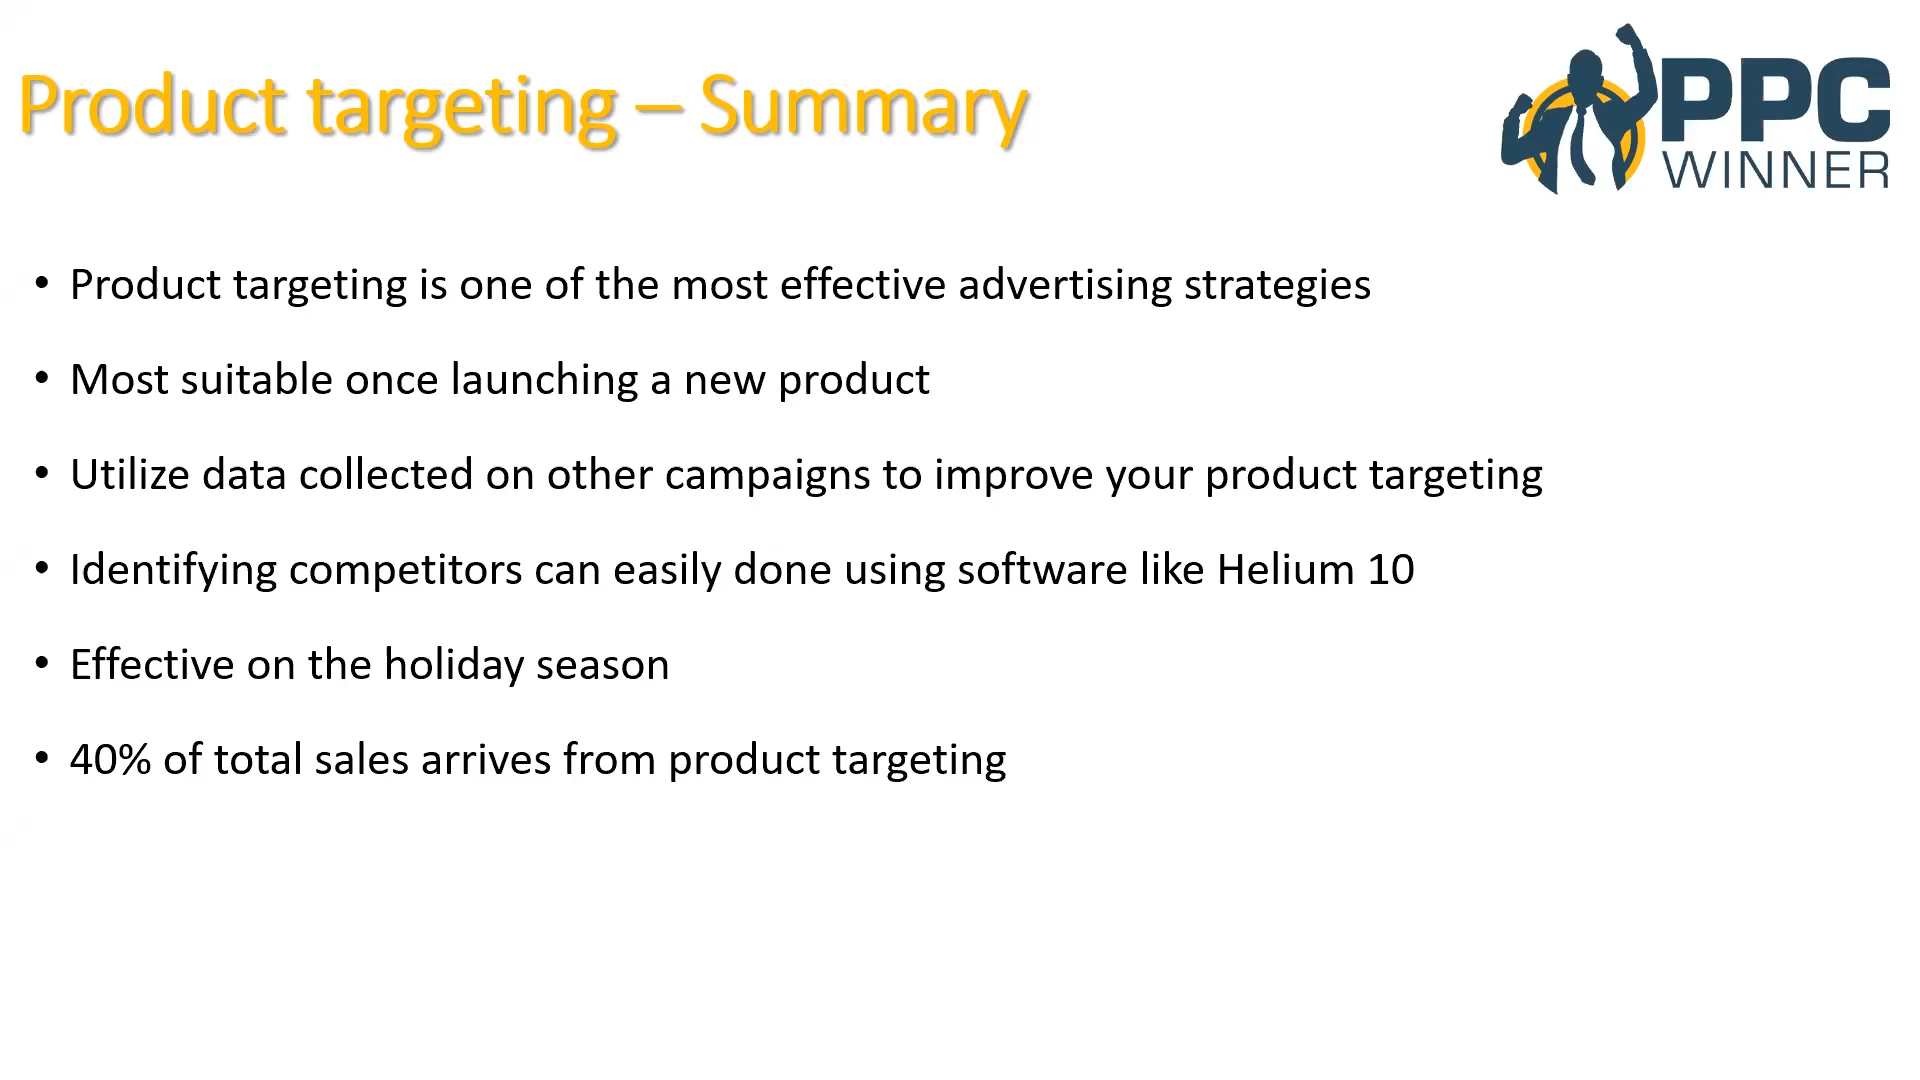 Product targeting – Summary
PPC
WINNER
• Product targeting is one of the most effective advertising strategies
• Most suitable once launching a new product
• Utilize data collected on other campaigns to improve your product targeting
• Identifying competitors can easily done using software like Helium 10
• Effective on the holiday season
• 40% of total sales arrives from product targeting